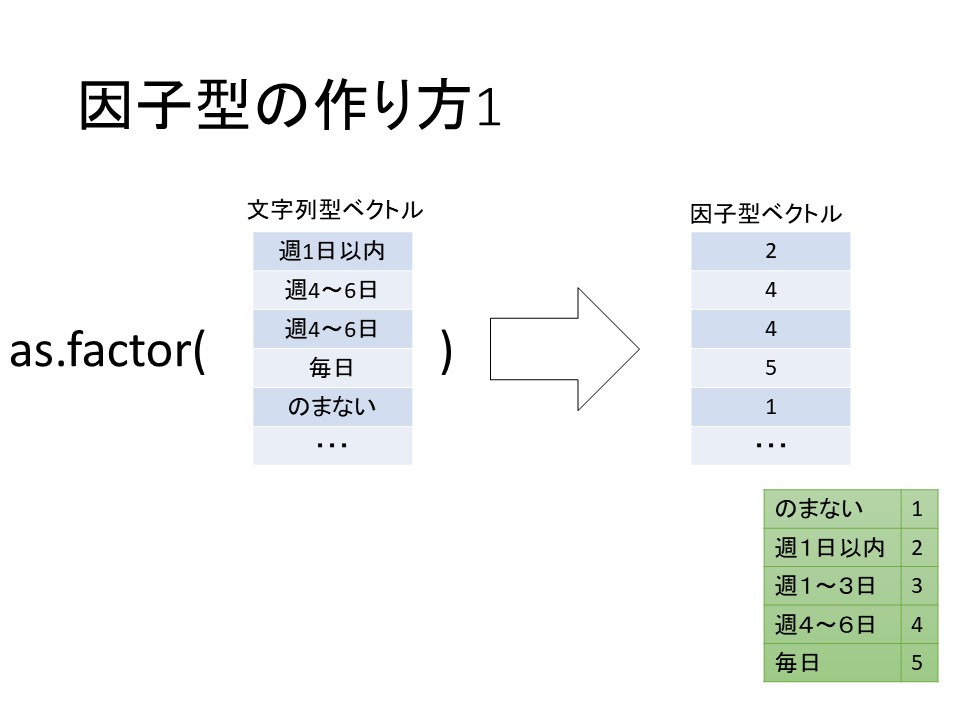 因子型の作り方1
文字列型ベクトル
週1日以内
週4～6日
週4～6日
毎日
のまない
･･･
as.factor(
)
因子型ベクトル
2
4
4
5
1
･･･
のまない 1
週１日以内 2
週１～３日 3
週４～６日 4
毎日 5